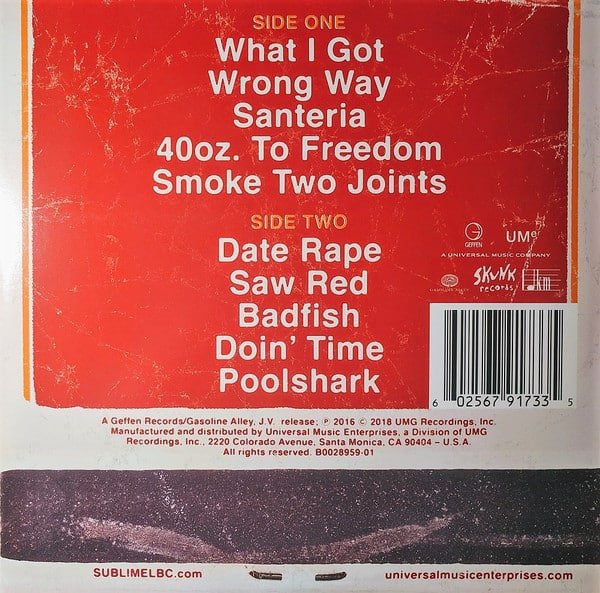 SIDE ONE
What I Got
Wrong Way
Santeria
40oz. To Freedom
Smoke Two Joints
SIDE TWO
Date Rape
Saw Red
Badfish
Doin' Time
Poolshark
GEFFEN
UMe
A UNIVERSAL MUSIC COMPANY
GASOLINE ALLEY
SKUNK
records
6 02567 91733 5
A Geffen Records/Gasoline Alley, J.V. release; ℗ 2016 © 2018 UMG Recordings, Inc.
Manufactured and distributed by Universal Music Enterprises, a Division of UMG
Recordings, Inc., 2220 Colorado Avenue, Santa Monica, CA 90404 – U.S.A.
All rights reserved. B0028959-01
SUBLIMELBC.com
universalmusicenterprises.com